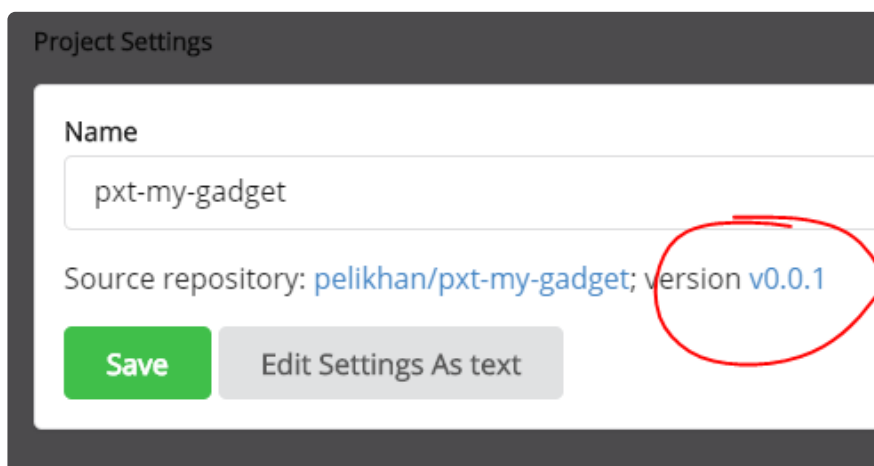 Project Settings
Name
pxt-my-gadget
Source repository: pelikhan/pxt-my-gadget; version v0.0.1
Save
Edit Settings As text